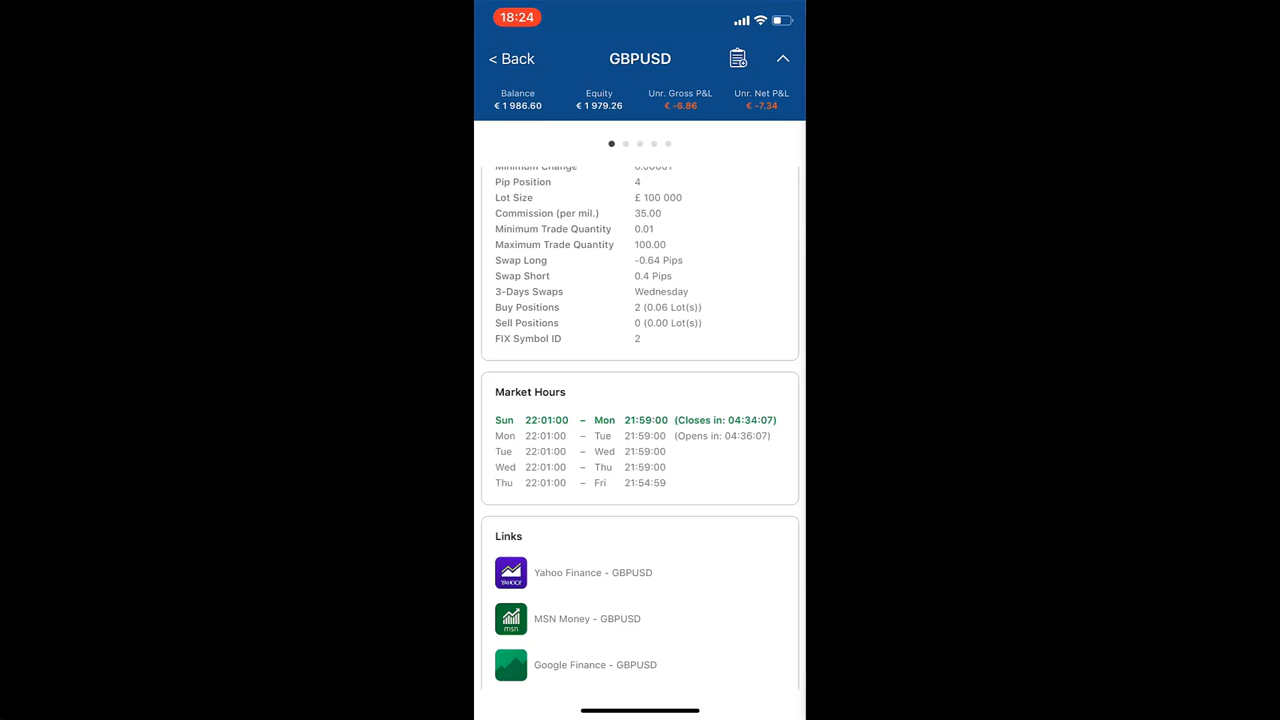 18:24
< Back GBPUSD
Balance Equity Unr. Gross P&L Unr. Net P&L
€ 1 986.60 € 1 979.26 € -6.86 € -7.34
Minimum Change 0.00001
Pip Position 4
Lot Size £ 100 000
Commission (per mil.) 35.00
Minimum Trade Quantity 0.01
Maximum Trade Quantity 100.00
Swap Long -0.64 Pips
Swap Short 0.4 Pips
3-Days Swaps Wednesday
Buy Positions 2 (0.06 Lot(s))
Sell Positions 0 (0.00 Lot(s))
FIX Symbol ID 2
Market Hours
Sun 22:01:00 – Mon 21:59:00 (Closes in: 04:34:07)
Mon 22:01:00 – Tue 21:59:00 (Opens in: 04:36:07)
Tue 22:01:00 – Wed 21:59:00
Wed 22:01:00 – Thu 21:59:00
Thu 22:01:00 – Fri 21:54:59
Links
YAHOO! Yahoo Finance - GBPUSD
msn MSN Money - GBPUSD
Google Finance - GBPUSD